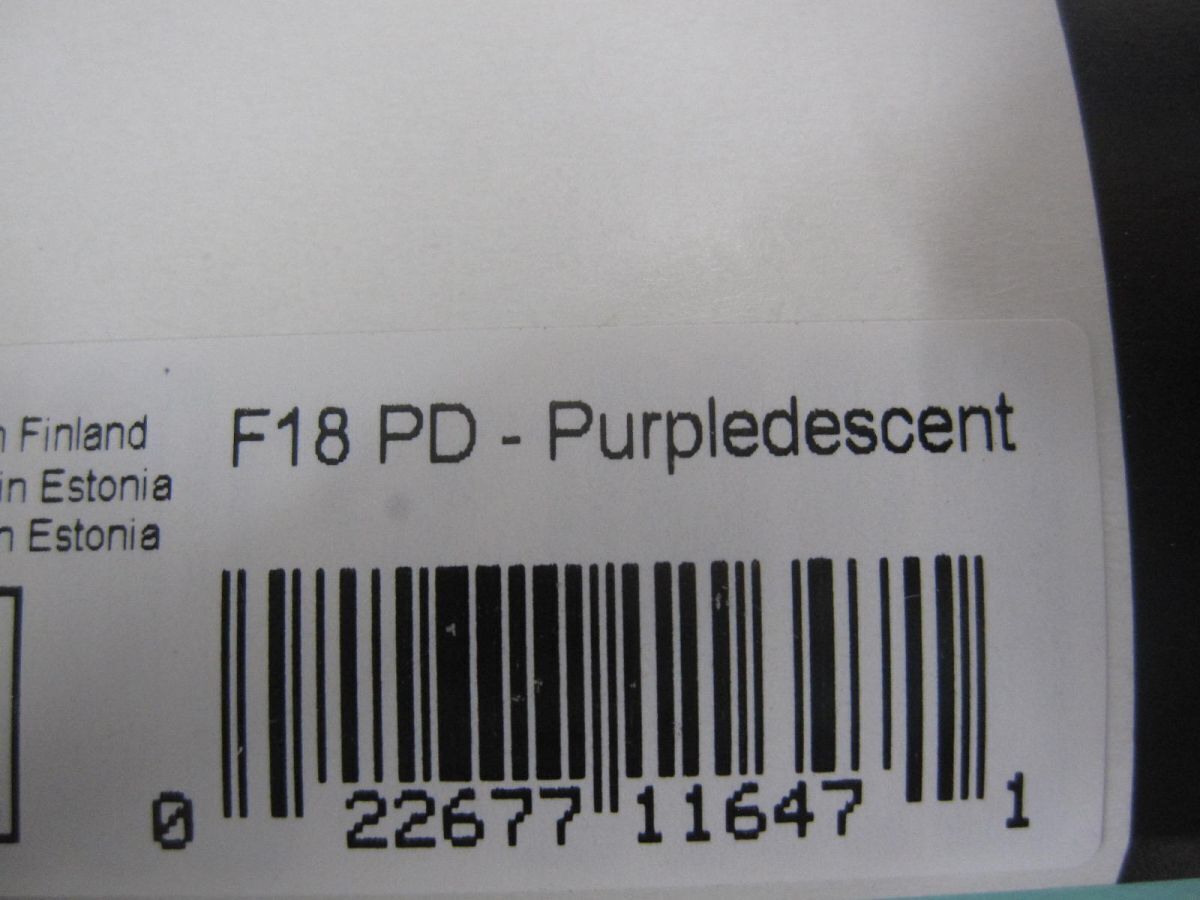 n Finland
in Estonia
n Estonia
F18 PD - Purpledescent
0 22677 11647 1